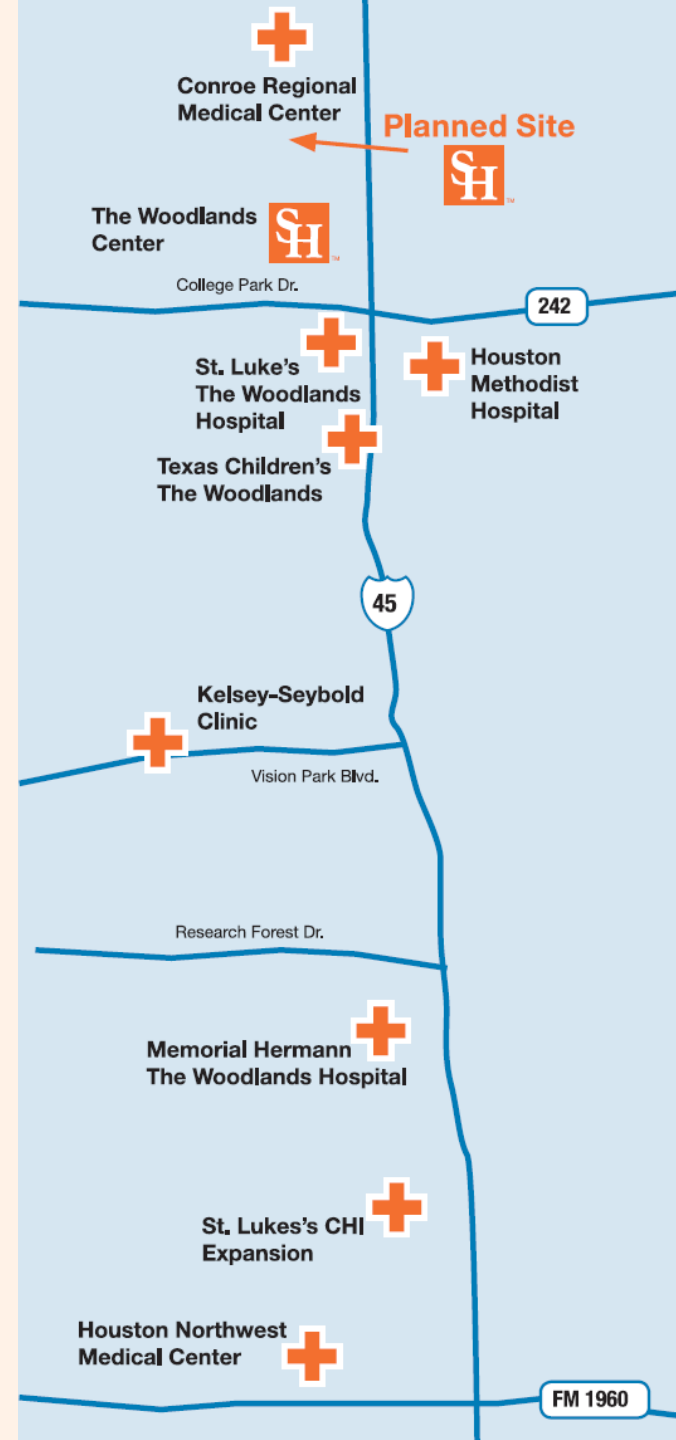 Conroe Regional
Medical Center
Planned Site
SH™
The Woodlands
Center
SH™
College Park Dr.
242
St. Luke's
The Woodlands
Hospital
Houston
Methodist
Hospital
Texas Children's
The Woodlands
45
Kelsey-Seybold
Clinic
Vision Park Blvd.
Research Forest Dr.
Memorial Hermann
The Woodlands Hospital
St. Lukes's CHI
Expansion
Houston Northwest
Medical Center
FM 1960